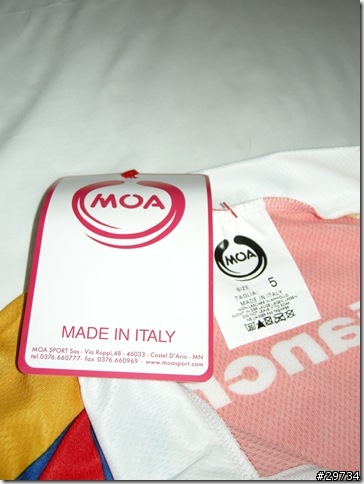 MOA
MADE IN ITALY
MOA SPORT Sas - Via Roppi,48 - 46033 - Castel D'Ario - MN
tel.0376.660777 - fax 0376.660969 - www.moasport.com
MOA
SIZE:
TAGLIA: 5
MADE IN ITALY
#29734